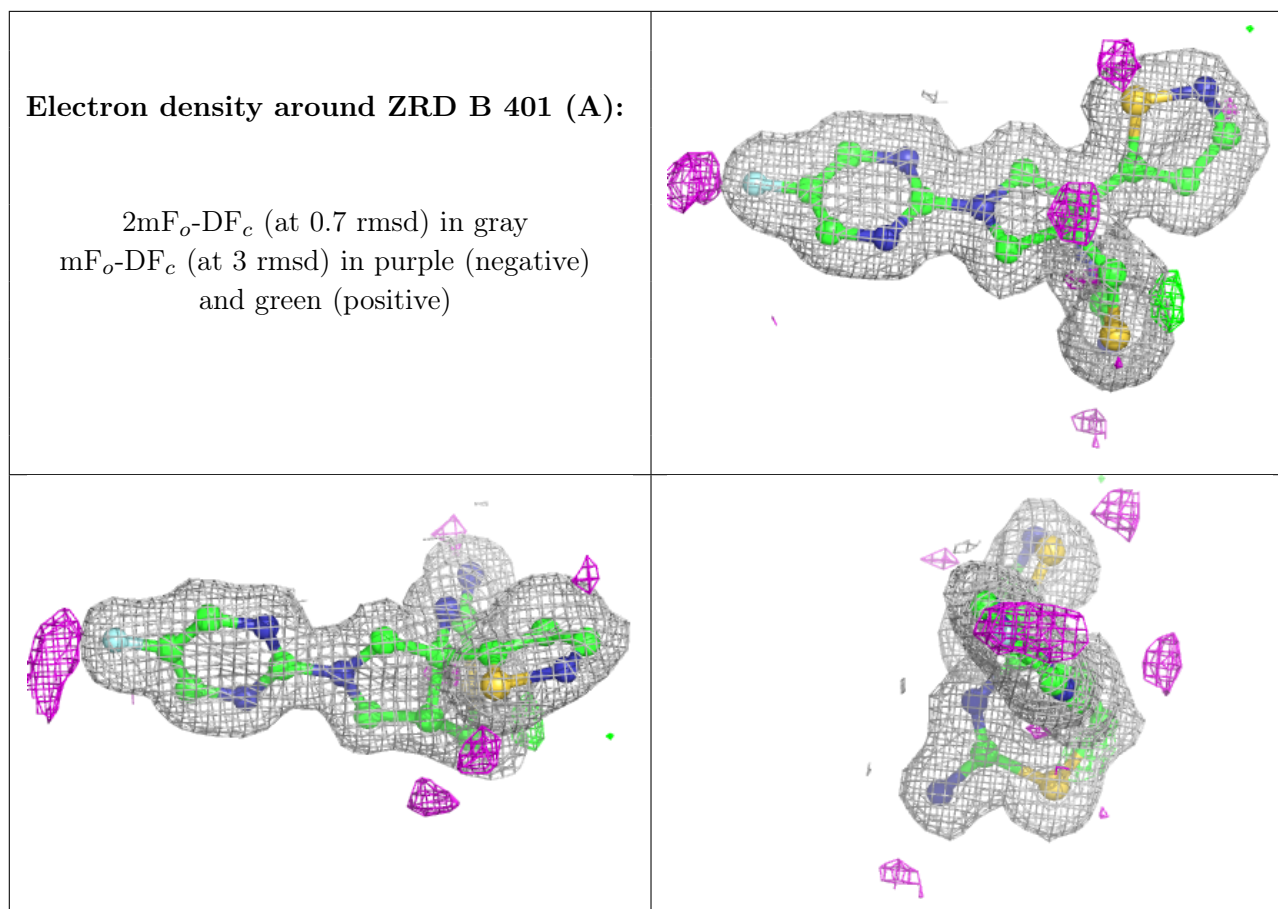 Electron density around ZRD B 401 (A):
2mFo-DFc (at 0.7 rmsd) in gray
mFo-DFc (at 3 rmsd) in purple (negative)
and green (positive)